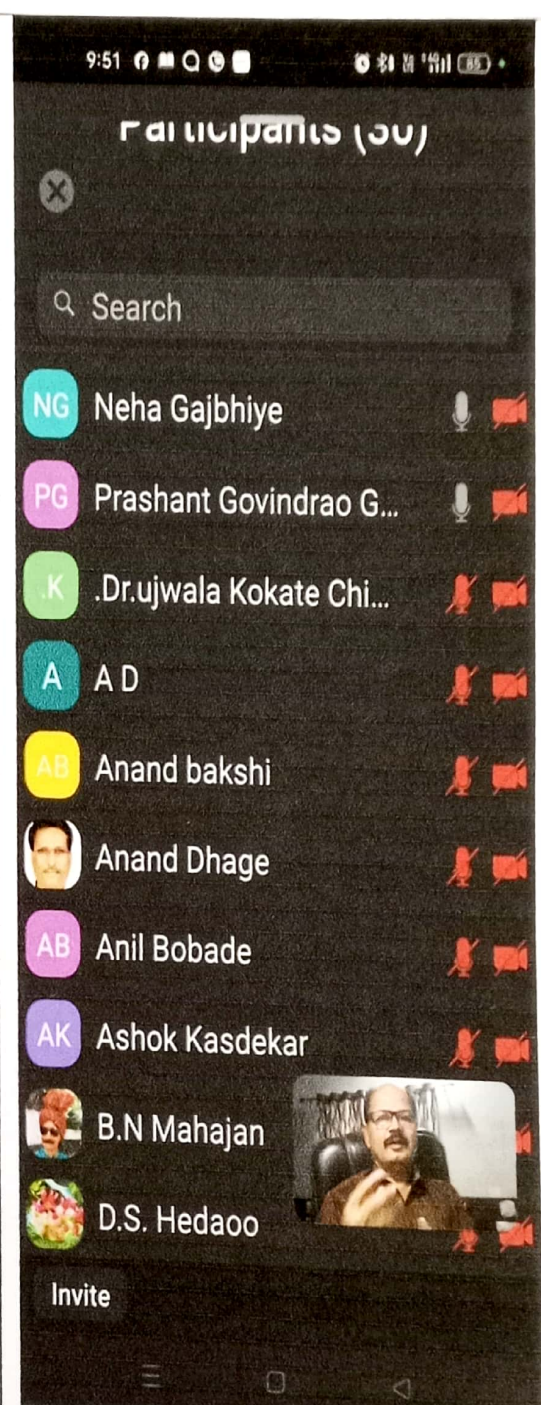 9:51
Participants (30)
Search
NG Neha Gajbhiye
PG Prashant Govindrao G...
.K .Dr.ujwala Kokate Chi...
A A D
AB Anand bakshi
Anand Dhage
AB Anil Bobade
AK Ashok Kasdekar
B.N Mahajan
D.S. Hedaoo
Invite